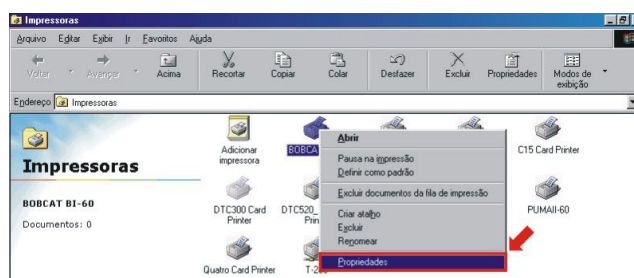 Impressoras
Arquivo Editar Exibir Ir Favoritos Ajuda
Voltar Avançar Acima Recortar Copiar Colar Desfazer Excluir Propriedades Modos de exibição
Endereço Impressoras
Impressoras
BOBCAT BI-60
Documentos: 0
Adicionar impressora
BOBCA
C15 Card Printer
DTC300 Card Printer
DTC520_
PUMAII-60
Quatro Card Printer
Abrir
Pausa na impressão
Definir como padrão
Excluir documentos da fila de impressão
Criar atalho
Excluir
Renomear
Propriedades